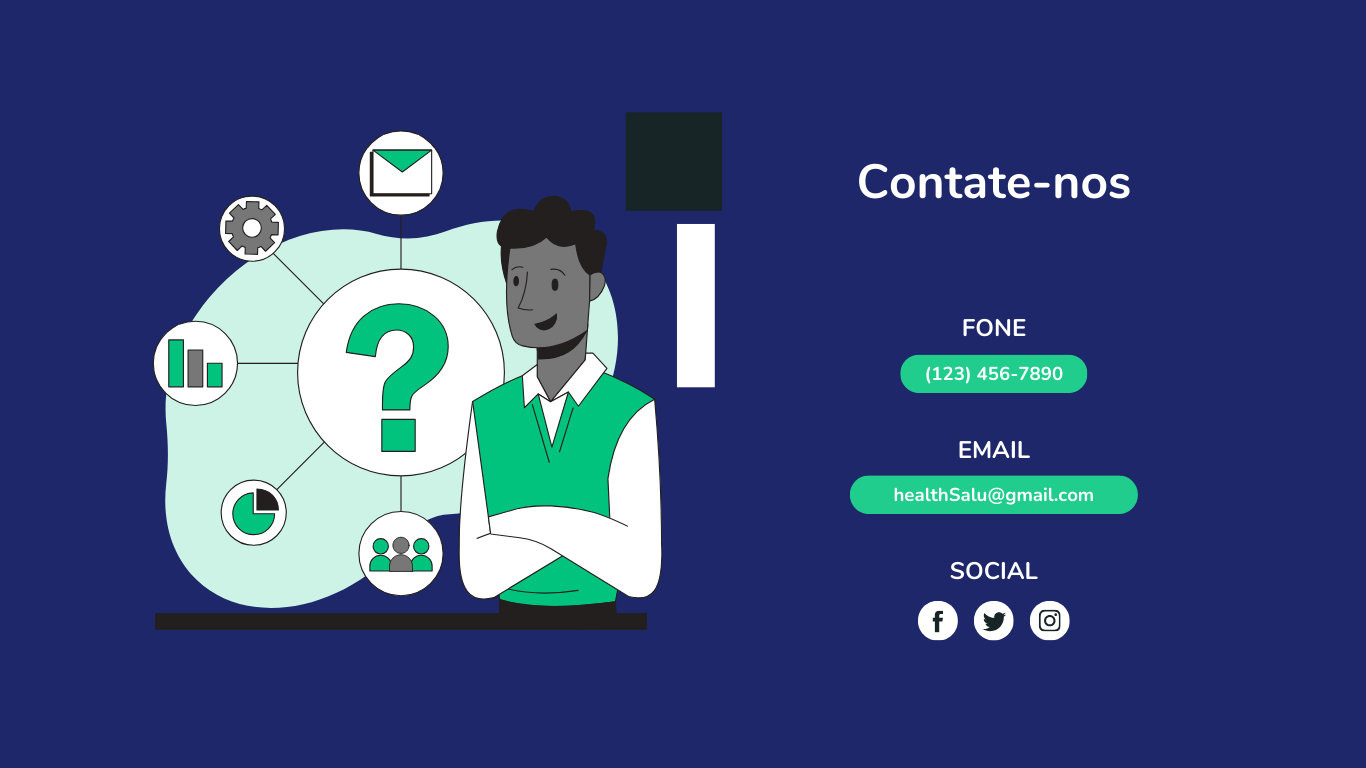 Contate-nos
FONE
(123) 456-7890
EMAIL
healthSalu@gmail.com
SOCIAL